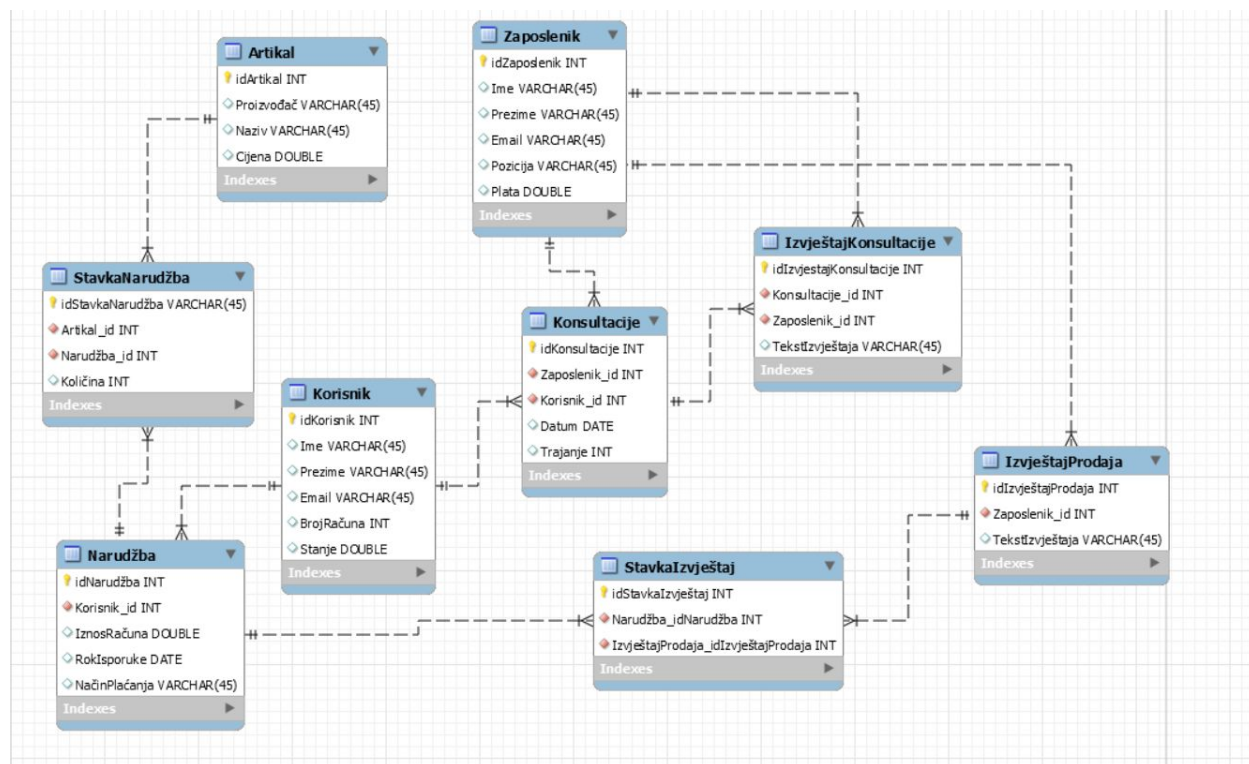 Artikal
idArtikal INT
Proizvođač VARCHAR(45)
Naziv VARCHAR(45)
Cijena DOUBLE
Indexes
Zaposlenik
idZaposlenik INT
Ime VARCHAR(45)
Prezime VARCHAR(45)
Email VARCHAR(45)
Pozicija VARCHAR(45)
Plata DOUBLE
Indexes
StavkaNarudžba
idStavkaNarudžba VARCHAR(45)
Artikal_id INT
Narudžba_id INT
Količina INT
Indexes
Korisnik
idKorisnik INT
Ime VARCHAR(45)
Prezime VARCHAR(45)
Email VARCHAR(45)
BrojRačuna INT
Stanje DOUBLE
Indexes
Konsultacije
idKonsultacije INT
Zaposlenik_id INT
Korisnik_id INT
Datum DATE
Trajanje INT
Indexes
IzvještajKonsultacije
idIzvjestajKonsultacije INT
Konsultacije_id INT
Zaposlenik_id INT
TekstIzvještaja VARCHAR(45)
Indexes
IzvještajProdaja
idIzvještajProdaja INT
Zaposlenik_id INT
TekstIzvještaja VARCHAR(45)
Indexes
Narudžba
idNarudžba INT
Korisnik_id INT
IznosRačuna DOUBLE
RokIsporuke DATE
NačinPlaćanja VARCHAR(45)
Indexes
StavkaIzvještaj
idStavkaIzvještaj INT
Narudžba_idNarudžba INT
IzvještajProdaja_idIzvještajProdaja INT
Indexes